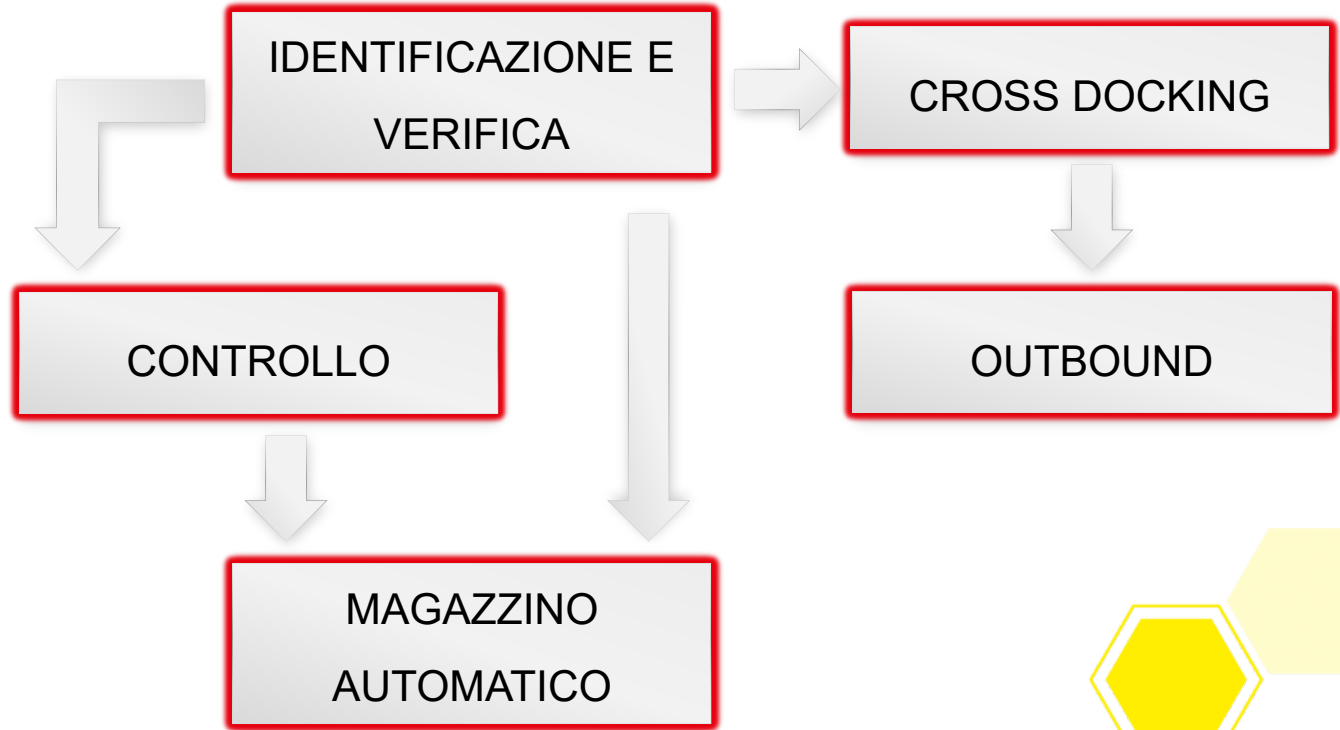 IDENTIFICAZIONE E
VERIFICA
CROSS DOCKING
CONTROLLO
OUTBOUND
MAGAZZINO
AUTOMATICO